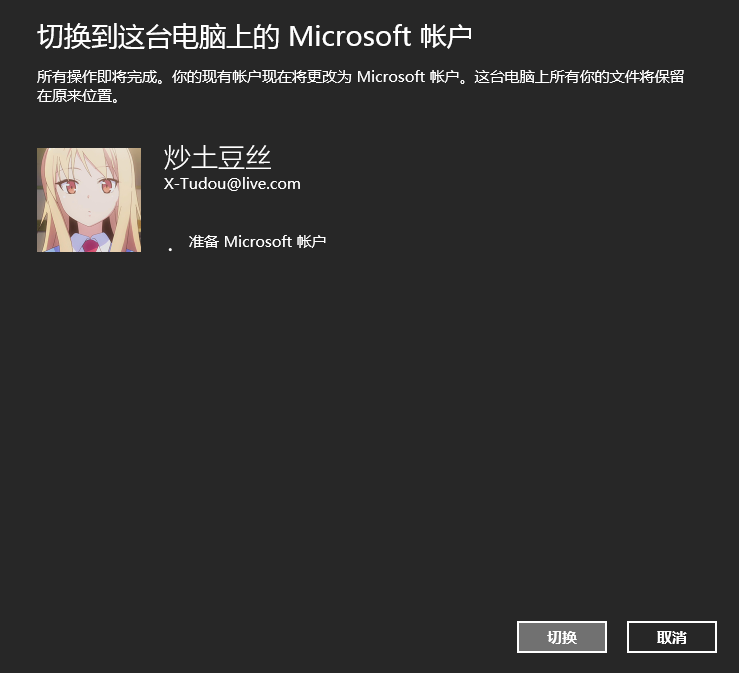 切换到这台电脑上的 Microsoft 帐户
所有操作即将完成。你的现有帐户现在将更改为 Microsoft 帐户。这台电脑上所有你的文件将保留
在原来位置。
炒土豆丝
X-Tudou@live.com
准备 Microsoft 帐户
切换
取消